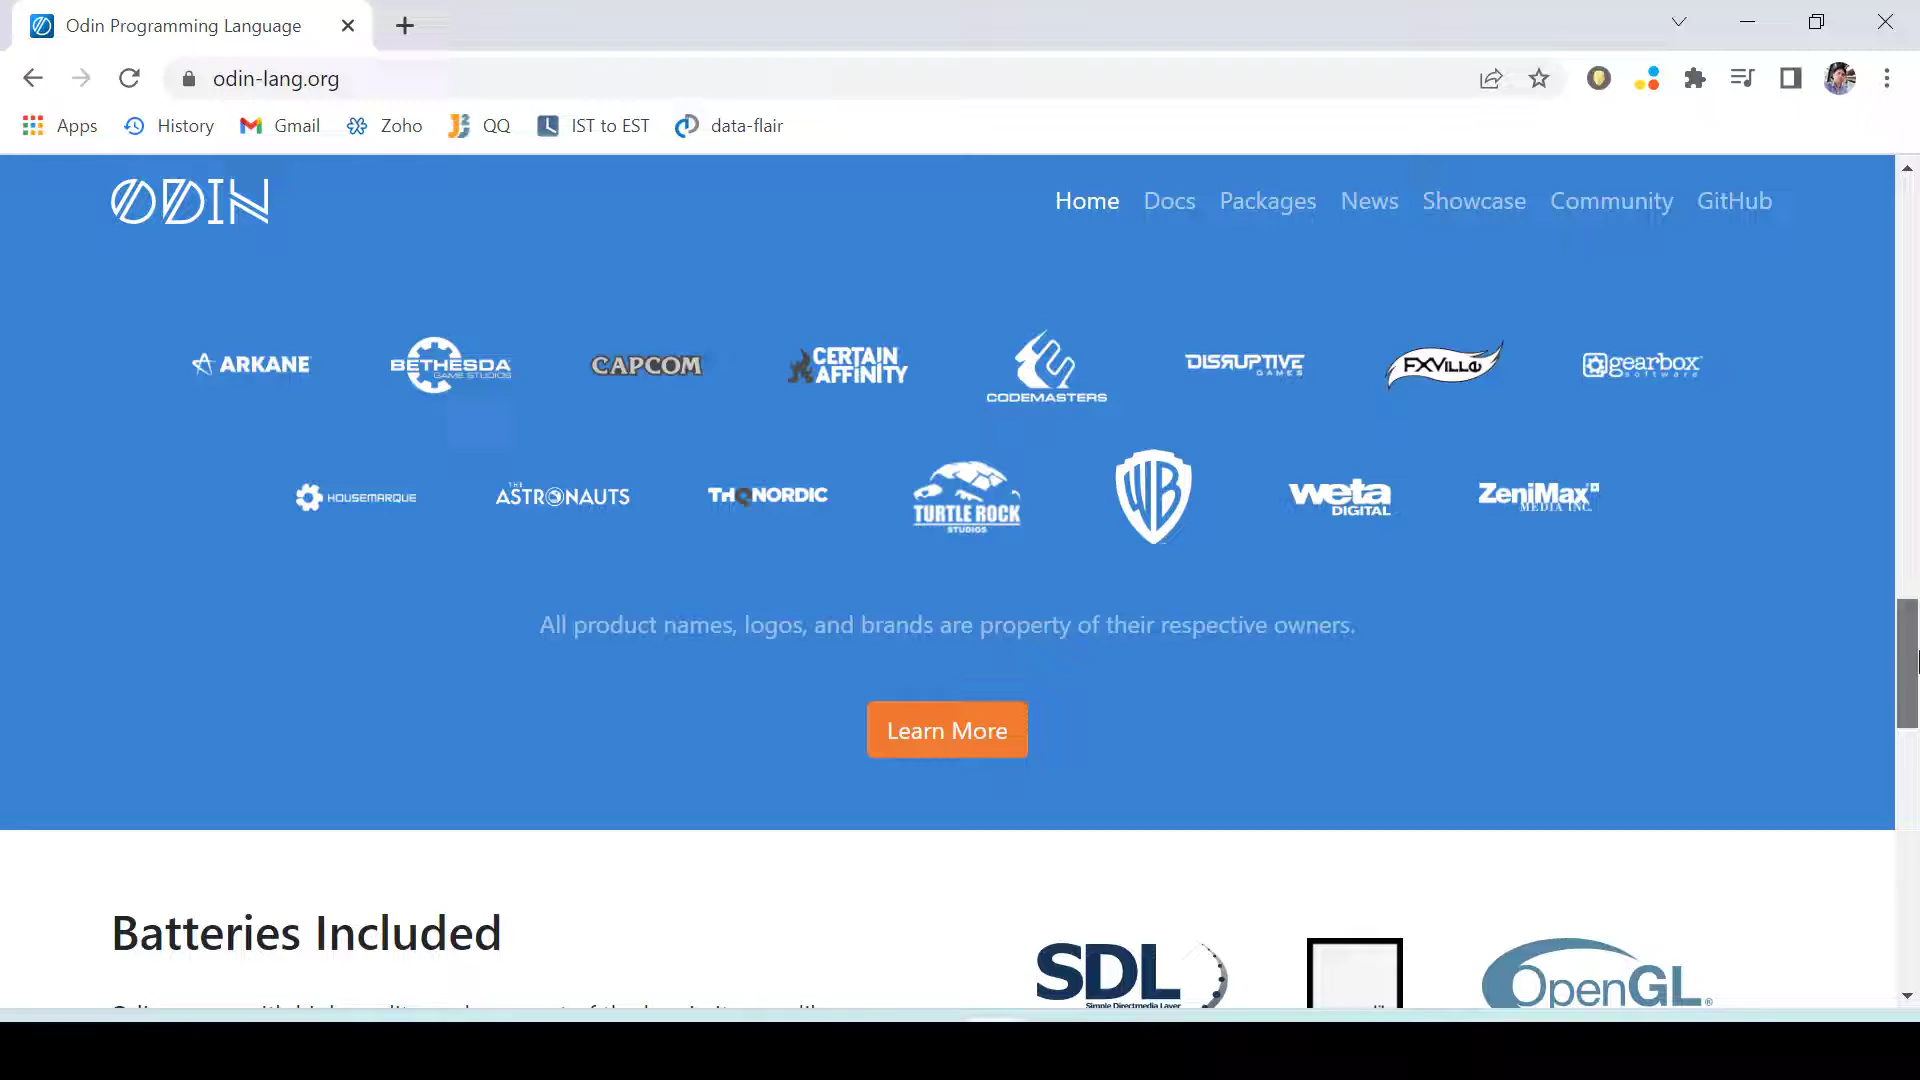 Odin Programming Language
odin-lang.org
Apps History Gmail Zoho QQ IST to EST data-flair
ODIN Home Docs Packages News Showcase Community GitHub
ARKANE BETHESDA GAME STUDIOS CAPCOM CERTAIN AFFINITY CODEMASTERS DISRUPTIVE GAMES FXVille gearbox software
HOUSEMARQUE THE ASTRONAUTS THQNORDIC TURTLE ROCK STUDIOS WB weta DIGITAL ZeniMax MEDIA INC.
All product names, logos, and brands are property of their respective owners.
Learn More
Batteries Included
SDL Simple Directmedia Layer OpenGL®